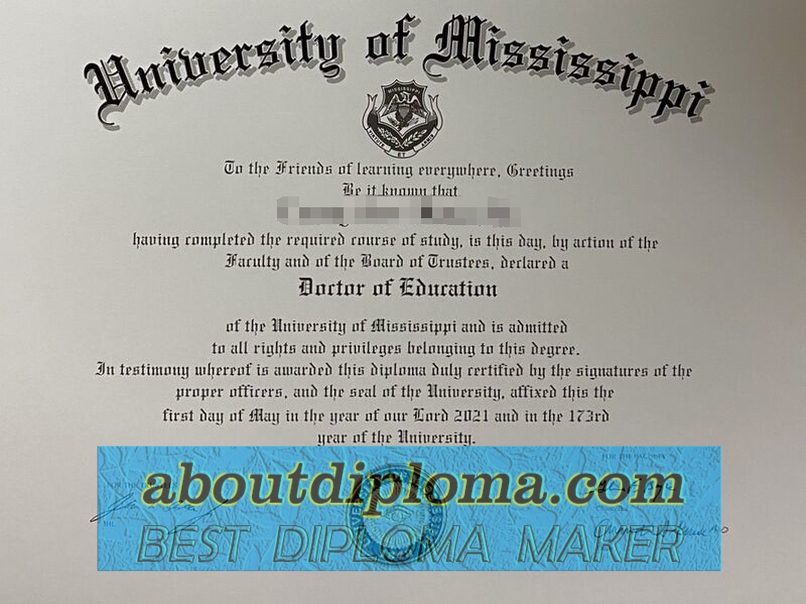 University of Mississippi
MISSISSIPPI
VIRTUTE ET ARMIS
To the Friends of learning everywhere, Greetings
Be it known that
having completed the required course of study, is this day, by action of the
Faculty and of the Board of Trustees, declared a
Doctor of Education
of the University of Mississippi and is admitted
to all rights and privileges belonging to this degree.
In testimony whereof is awarded this diploma duly certified by the signatures of the
proper officers, and the seal of the University, affixed this the
first day of May in the year of our Lord 2021 and in the 173rd
year of the University.
aboutdiploma.com
BEST DIPLOMA MAKER